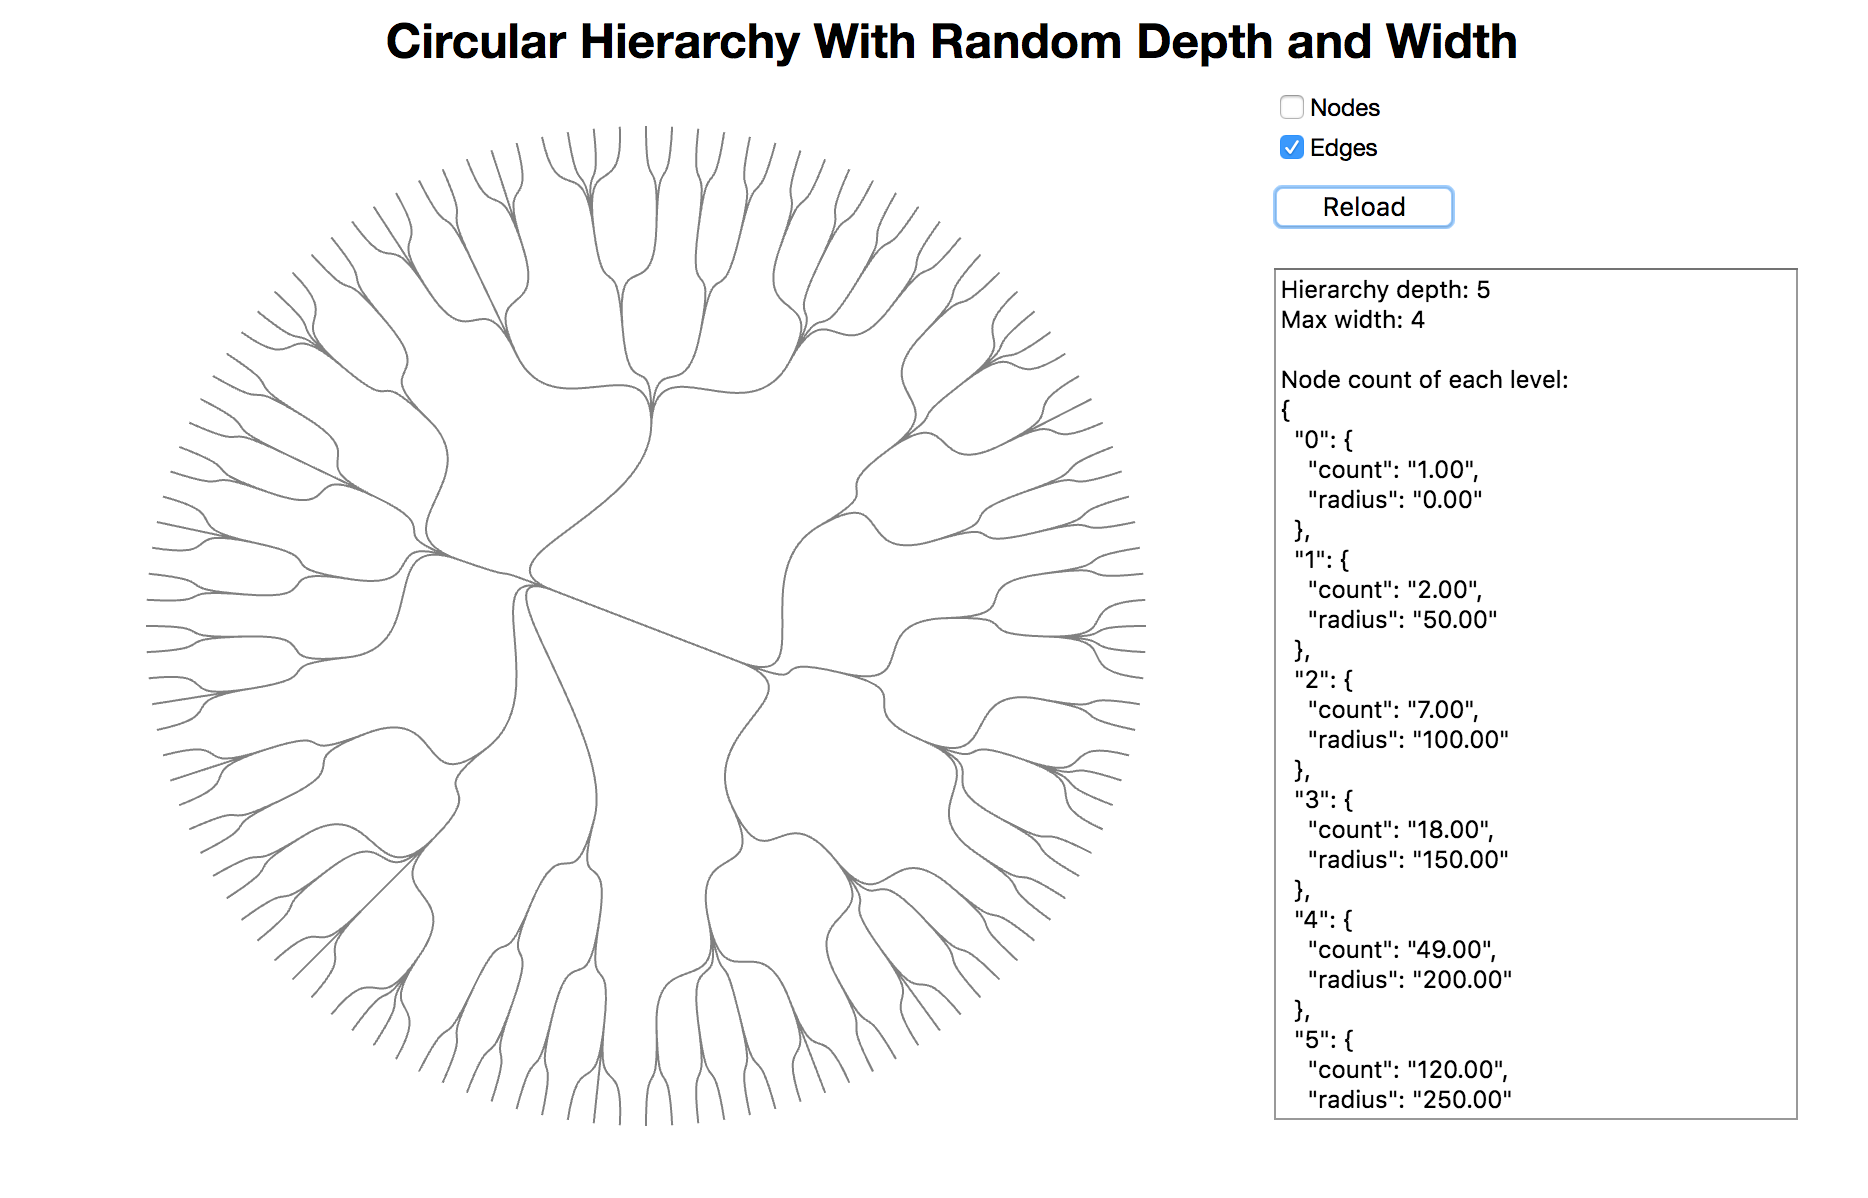 Circular Hierarchy With Random Depth and Width
Nodes
Edges
Reload
Hierarchy depth: 5
Max width: 4
Node count of each level:
{
"0": {
"count": "1.00",
"radius": "0.00"
},
"1": {
"count": "2.00",
"radius": "50.00"
},
"2": {
"count": "7.00",
"radius": "100.00"
},
"3": {
"count": "18.00",
"radius": "150.00"
},
"4": {
"count": "49.00",
"radius": "200.00"
},
"5": {
"count": "120.00",
"radius": "250.00"